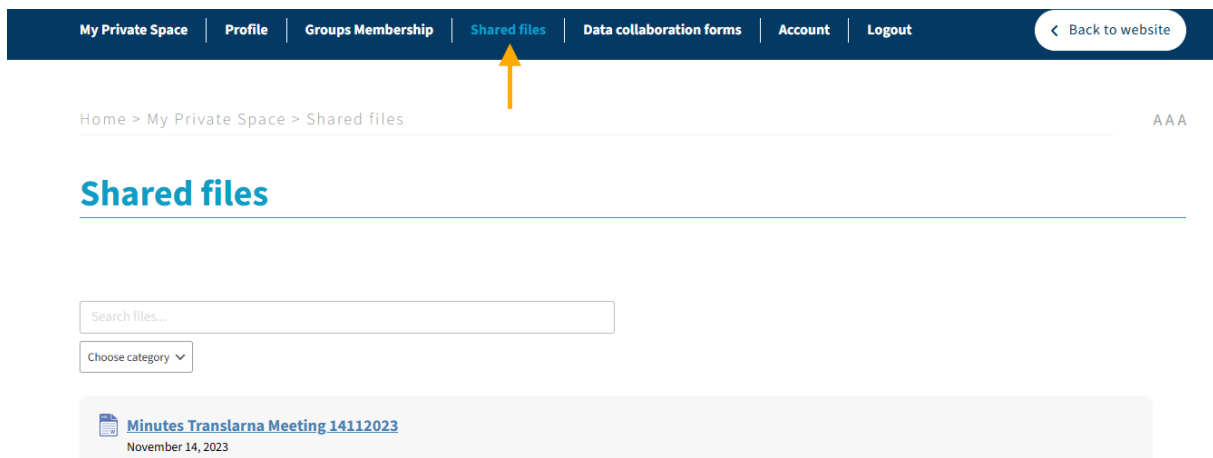 My Private Space Profile Groups Membership Shared files Data collaboration forms Account Logout Back to website
Home > My Private Space > Shared files A A A
Shared files
Search files...
Choose category
Minutes Translarna Meeting 14112023
November 14, 2023